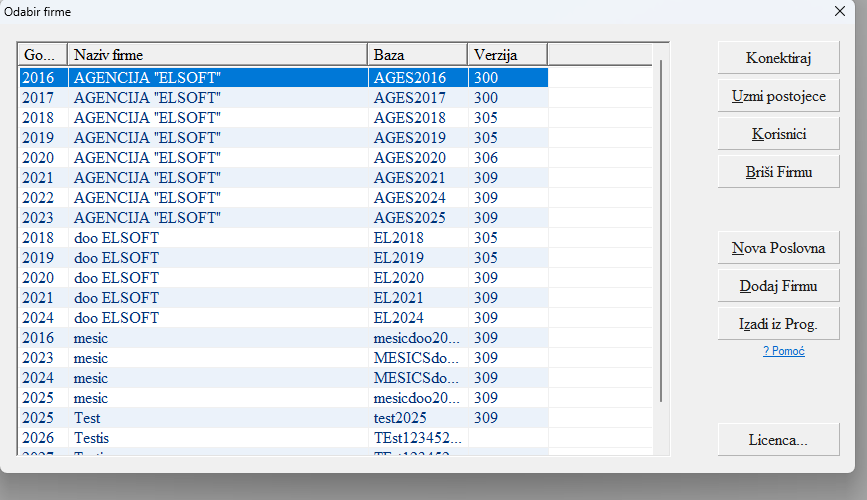 Odabir firme
Go... Naziv firme Baza Verzija
2016 AGENCIJA "ELSOFT" AGES2016 300
2017 AGENCIJA "ELSOFT" AGES2017 300
2018 AGENCIJA "ELSOFT" AGES2018 305
2019 AGENCIJA "ELSOFT" AGES2019 305
2020 AGENCIJA "ELSOFT" AGES2020 306
2021 AGENCIJA "ELSOFT" AGES2021 309
2022 AGENCIJA "ELSOFT" AGES2024 309
2023 AGENCIJA "ELSOFT" AGES2025 309
2018 doo ELSOFT EL2018 305
2019 doo ELSOFT EL2019 305
2020 doo ELSOFT EL2020 309
2021 doo ELSOFT EL2021 309
2024 doo ELSOFT EL2024 309
2016 mesic mesicdoo20... 309
2023 mesic MESICSdo... 309
2024 mesic MESICSdo... 309
2025 mesic mesicdoo20... 309
2025 Test test2025 309
2026 Testis TEst123452...
Konektiraj
Uzmi postojece
Korisnici
Briši Firmu
Nova Poslovna
Dodaj Firmu
Izađi iz Prog.
? Pomoć
Licenca...